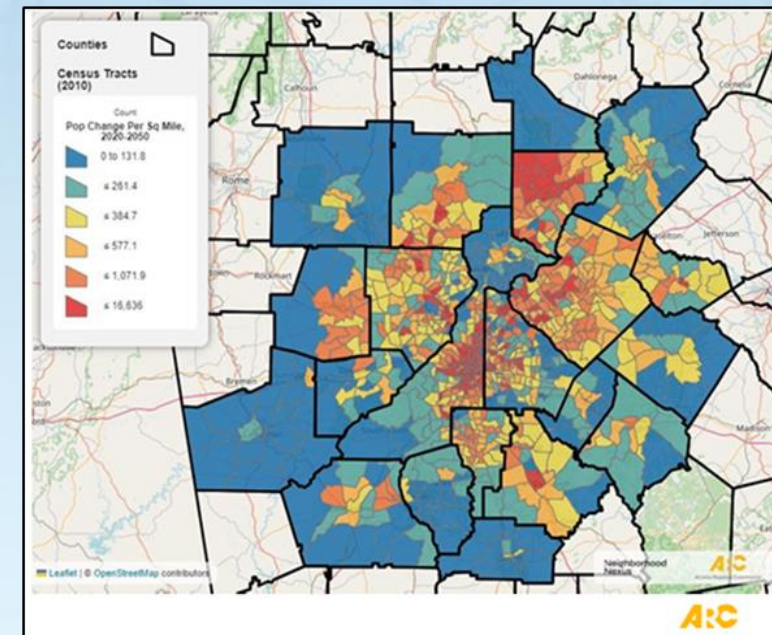 Counties
Census Tracts
(2010)
Count
Pop Change Per Sq Mile,
2020-2050
0 to 131.8
≤ 261.4
≤ 384.7
≤ 577.1
≤ 1,071.9
≤ 16,636
Calhoun
Dahlonega
Cornelia
Rome
Jefferson
Rockmart
Bremen
Madison
Neighborhood
Nexus
ARC
Leaflet | © OpenStreetMap contributors
ARC